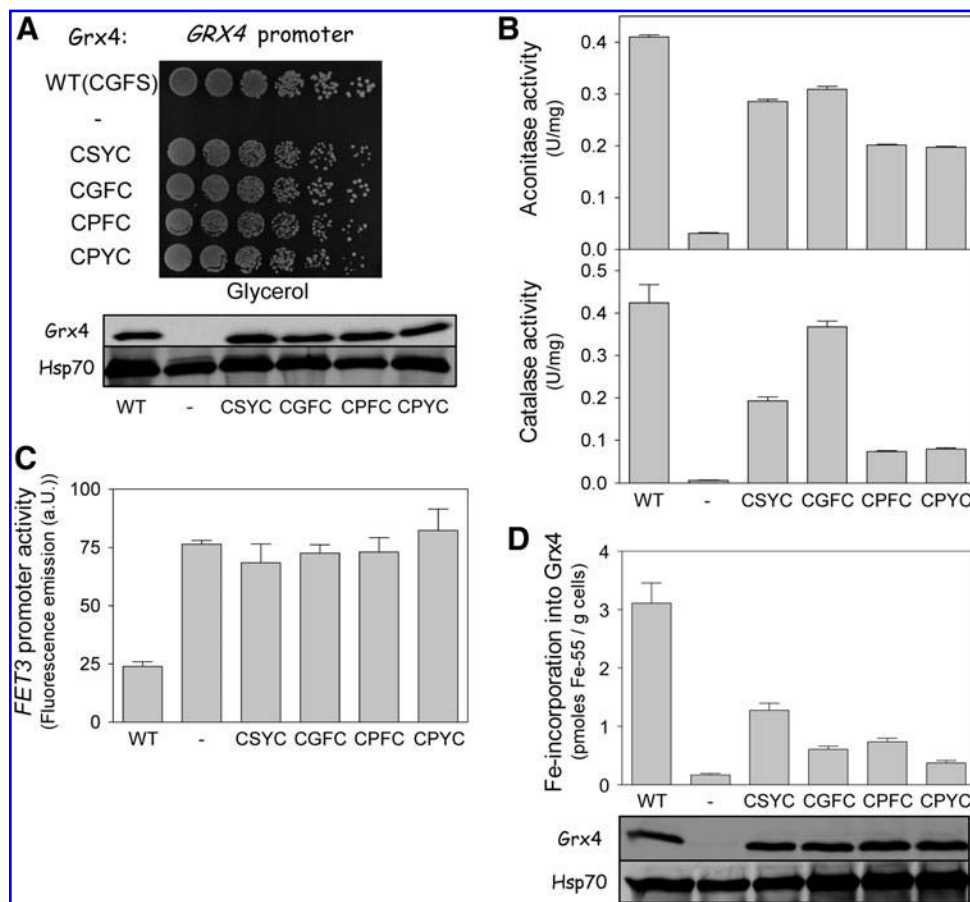 A
Grx4: GRX4 promoter
WT(CGFS)
-
CSYC
CGFC
CPFC
CPYC
Glycerol
Grx4
Hsp70
WT - CSYC CGFC CPFC CPYC
B
Aconitase activity
(U/mg)
0.4
0.3
0.2
0.1
0.0
Catalase activity
(U/mg)
0.5
0.4
0.3
0.2
0.1
0.0
WT - CSYC CGFC CPFC CPYC
C
FET3 promoter activity
(Fluorescence emission (a.U.))
100
75
50
25
0
WT - CSYC CGFC CPFC CPYC
D
Fe-incorporation into Grx4
(pmoles Fe-55 / g cells)
4
3
2
1
0
WT - CSYC CGFC CPFC CPYC
Grx4
Hsp70